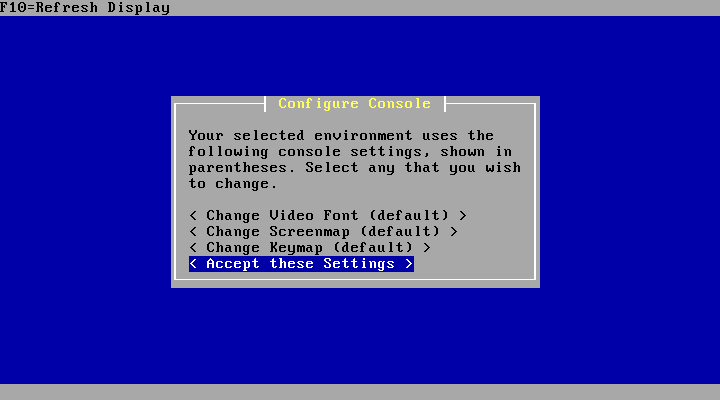 F10=Refresh Display
Configure Console
Your selected environment uses the
following console settings, shown in
parentheses. Select any that you wish
to change.
< Change Video Font (default) >
< Change Screenmap (default) >
< Change Keymap (default) >
< Accept these Settings >